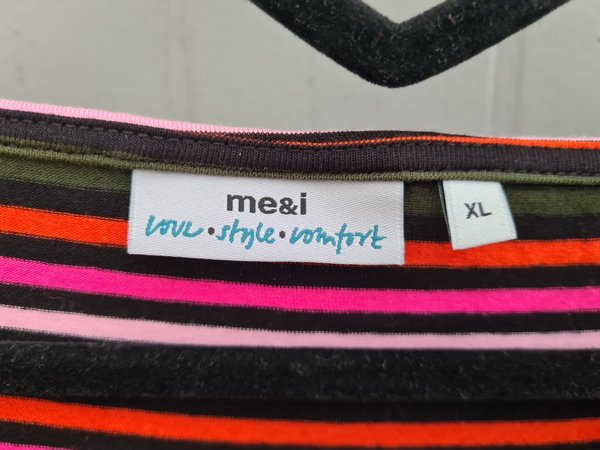 me&i
love • style • comfort
XL